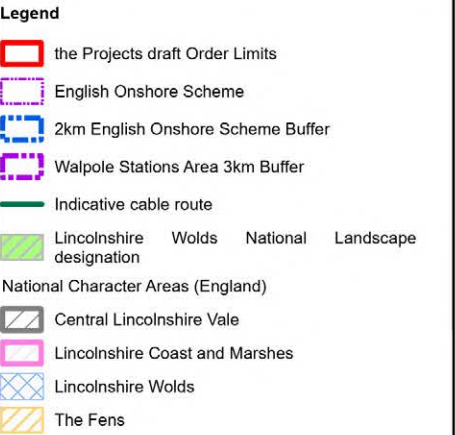 Legend
the Projects draft Order Limits
English Onshore Scheme
2km English Onshore Scheme Buffer
Walpole Stations Area 3km Buffer
Indicative cable route
Lincolnshire Wolds National Landscape
designation
National Character Areas (England)
Central Lincolnshire Vale
Lincolnshire Coast and Marshes
Lincolnshire Wolds
The Fens